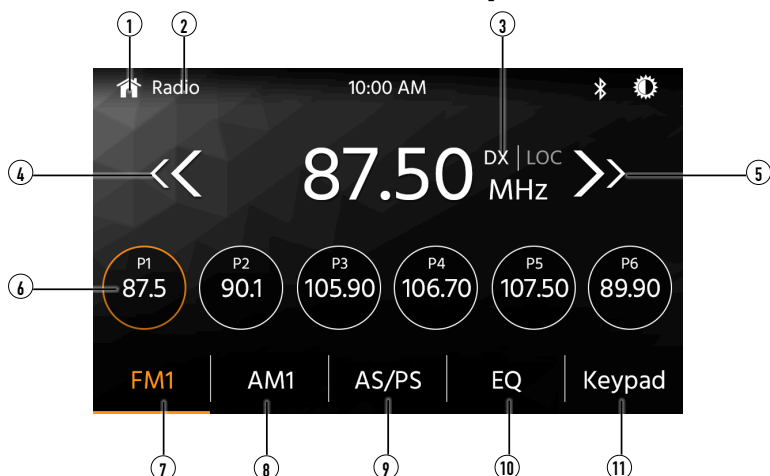 1 2 3
Radio 10:00 AM
87.50 DX | LOC
MHz
4 5
P1 P2 P3 P4 P5 P6
87.5 90.1 105.90 106.70 107.50 89.90
6
FM1 AM1 AS/PS EQ Keypad
7 8 9 10 11